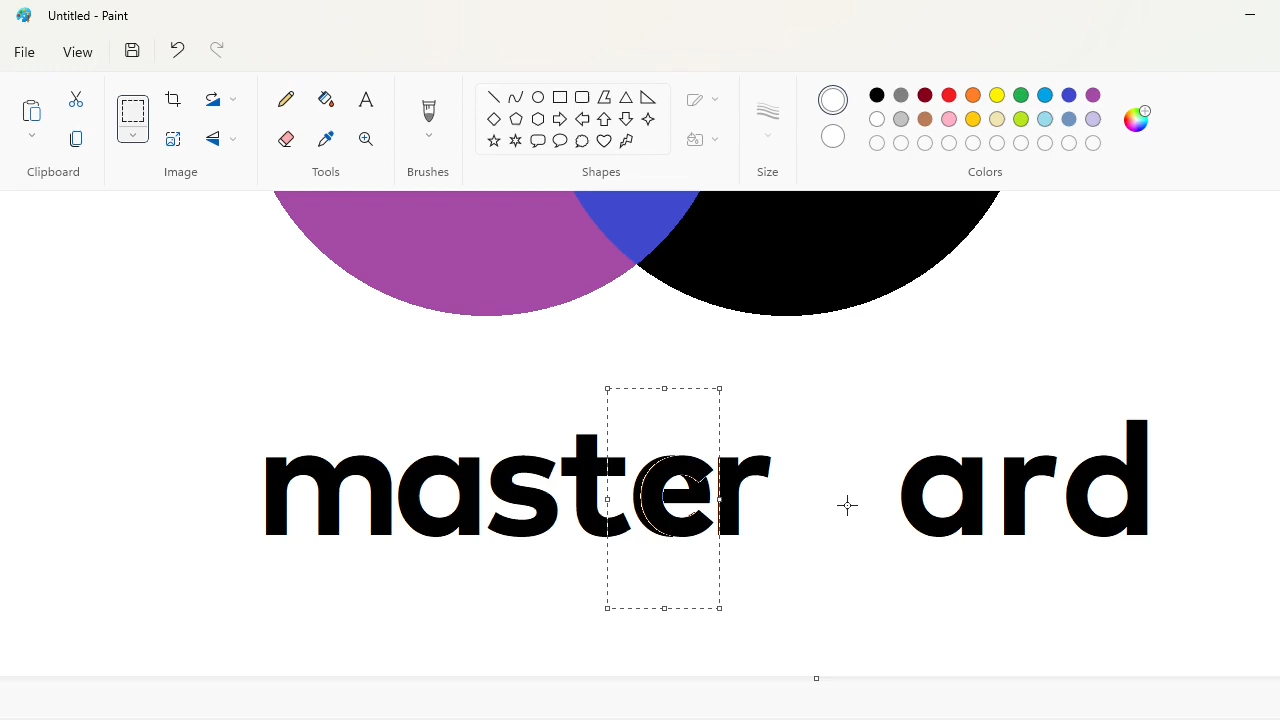 Untitled - Paint
File View
Clipboard Image Tools Brushes Shapes Size Colors
master ard